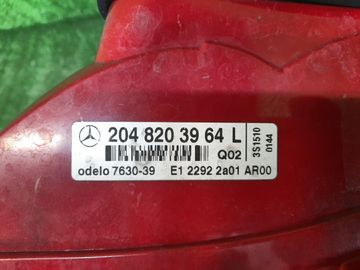 204 820 39 64 L
Q02
odelo 7630-39 E1 2292 2a01 AR00
3S1510
0144